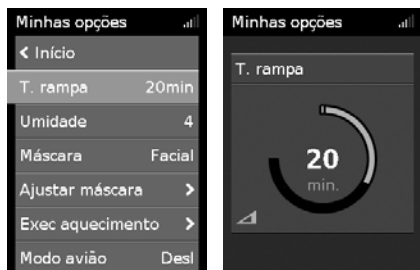 Minhas opções
< Início
T. rampa 20min
Umidade 4
Máscara Facial
Ajustar máscara >
Exec aquecimento >
Modo avião Desl
Minhas opções
T. rampa
20
min.